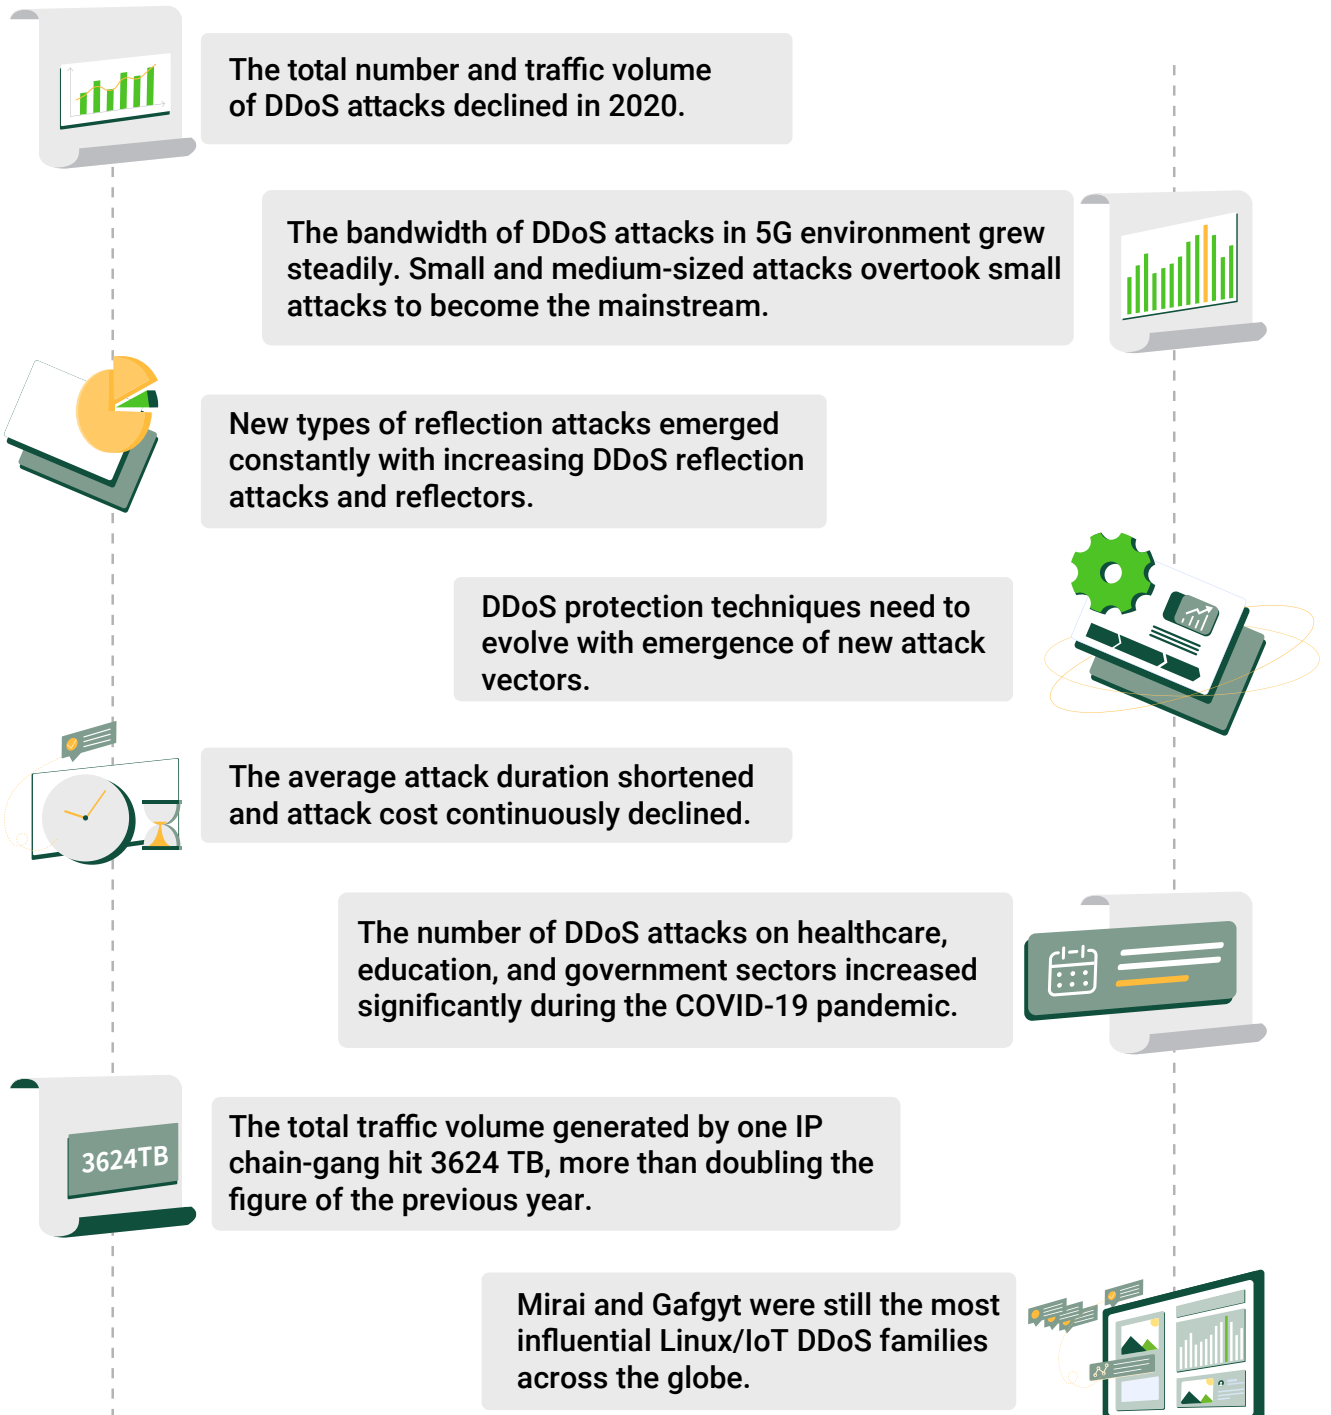 The total number and traffic volume
of DDoS attacks declined in 2020.
The bandwidth of DDoS attacks in 5G environment grew
steadily. Small and medium-sized attacks overtook small
attacks to become the mainstream.
New types of reflection attacks emerged
constantly with increasing DDoS reflection
attacks and reflectors.
DDoS protection techniques need to
evolve with emergence of new attack
vectors.
The average attack duration shortened
and attack cost continuously declined.
The number of DDoS attacks on healthcare,
education, and government sectors increased
significantly during the COVID-19 pandemic.
3624TB
The total traffic volume generated by one IP
chain-gang hit 3624 TB, more than doubling the
figure of the previous year.
Mirai and Gafgyt were still the most
influential Linux/IoT DDoS families
across the globe.